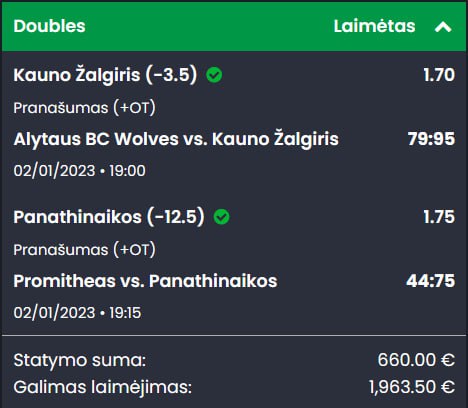 Doubles Laimėtas
Kauno Žalgiris (-3.5) 1.70
Pranašumas (+OT)
Alytaus BC Wolves vs. Kauno Žalgiris 79:95
02/01/2023 • 19:00
Panathinaikos (-12.5) 1.75
Pranašumas (+OT)
Promitheas vs. Panathinaikos 44:75
02/01/2023 • 19:15
Statymo suma: 660.00 €
Galimas laimėjimas: 1,963.50 €